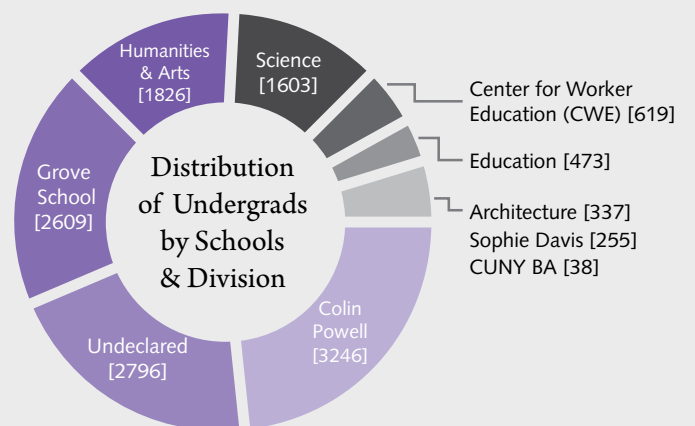 Humanities
& Arts
[1826]
Science
[1603]
Center for Worker
Education (CWE) [619]
Education [473]
Architecture [337]
Sophie Davis [255]
CUNY BA [38]
Grove
School
[2609]
Distribution
of Undergrads
by Schools
& Division
Colin
Powell
[3246]
Undeclared
[2796]